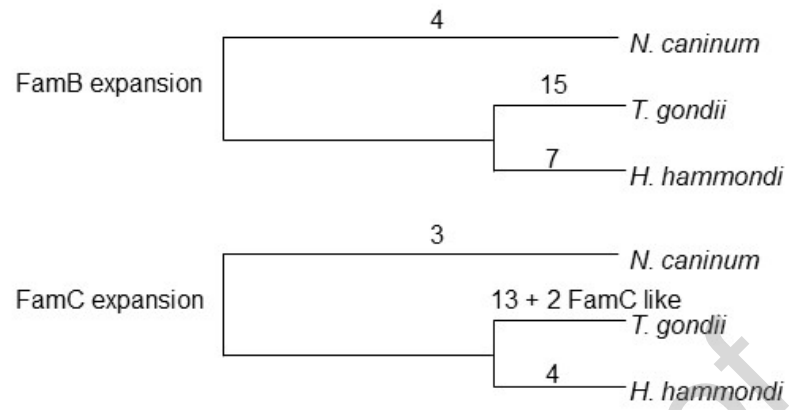 4
N. caninum
FamB expansion
15
T. gondii
7
H. hammondi
3
N. caninum
FamC expansion
13 + 2 FamC like
T. gondii
4
H. hammondi